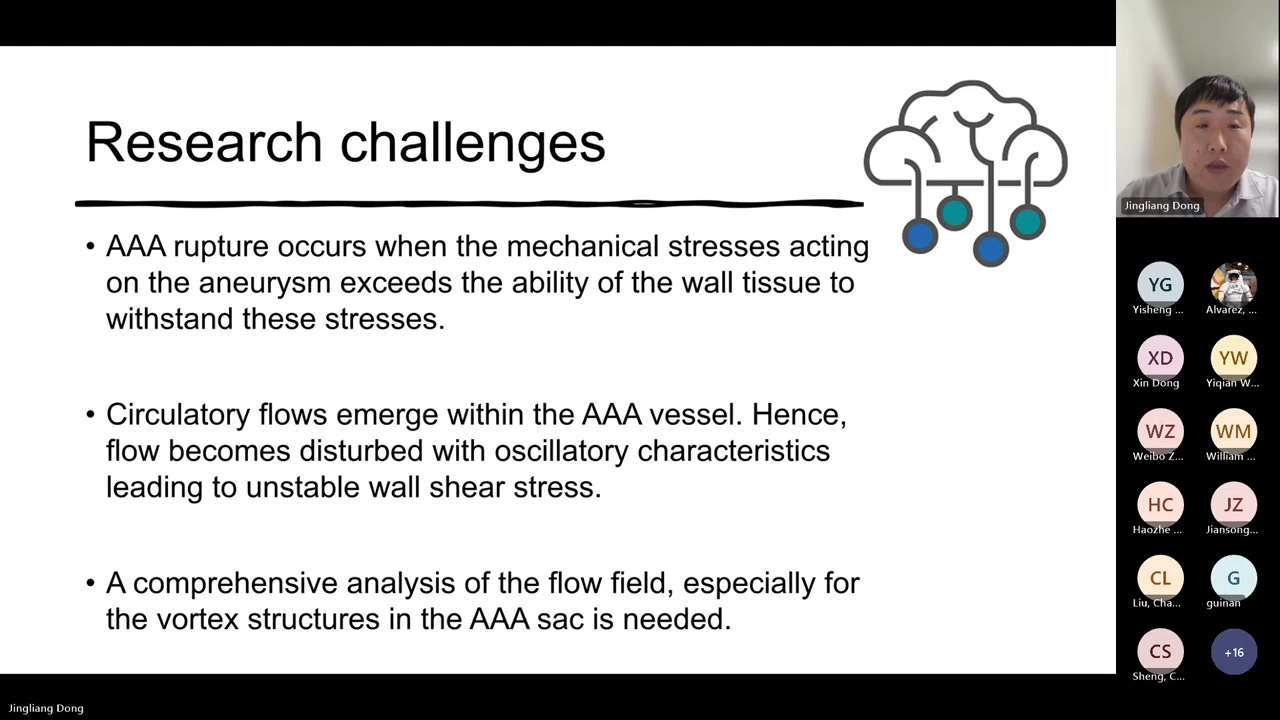 Research challenges
• AAA rupture occurs when the mechanical stresses acting
on the aneurysm exceeds the ability of the wall tissue to
withstand these stresses.
• Circulatory flows emerge within the AAA vessel. Hence,
flow becomes disturbed with oscillatory characteristics
leading to unstable wall shear stress.
• A comprehensive analysis of the flow field, especially for
the vortex structures in the AAA sac is needed.
Jingliang Dong
YG
Yisheng ...
Alvarez, ...
XD
Xin Dong
YW
Yiqian W...
WZ
Weibo Z...
WM
William ...
HC
Haozhe ...
JZ
Jiansong...
CL
Liu, Cha...
G
guinan
CS
Sheng, C...
+16
Jingliang Dong